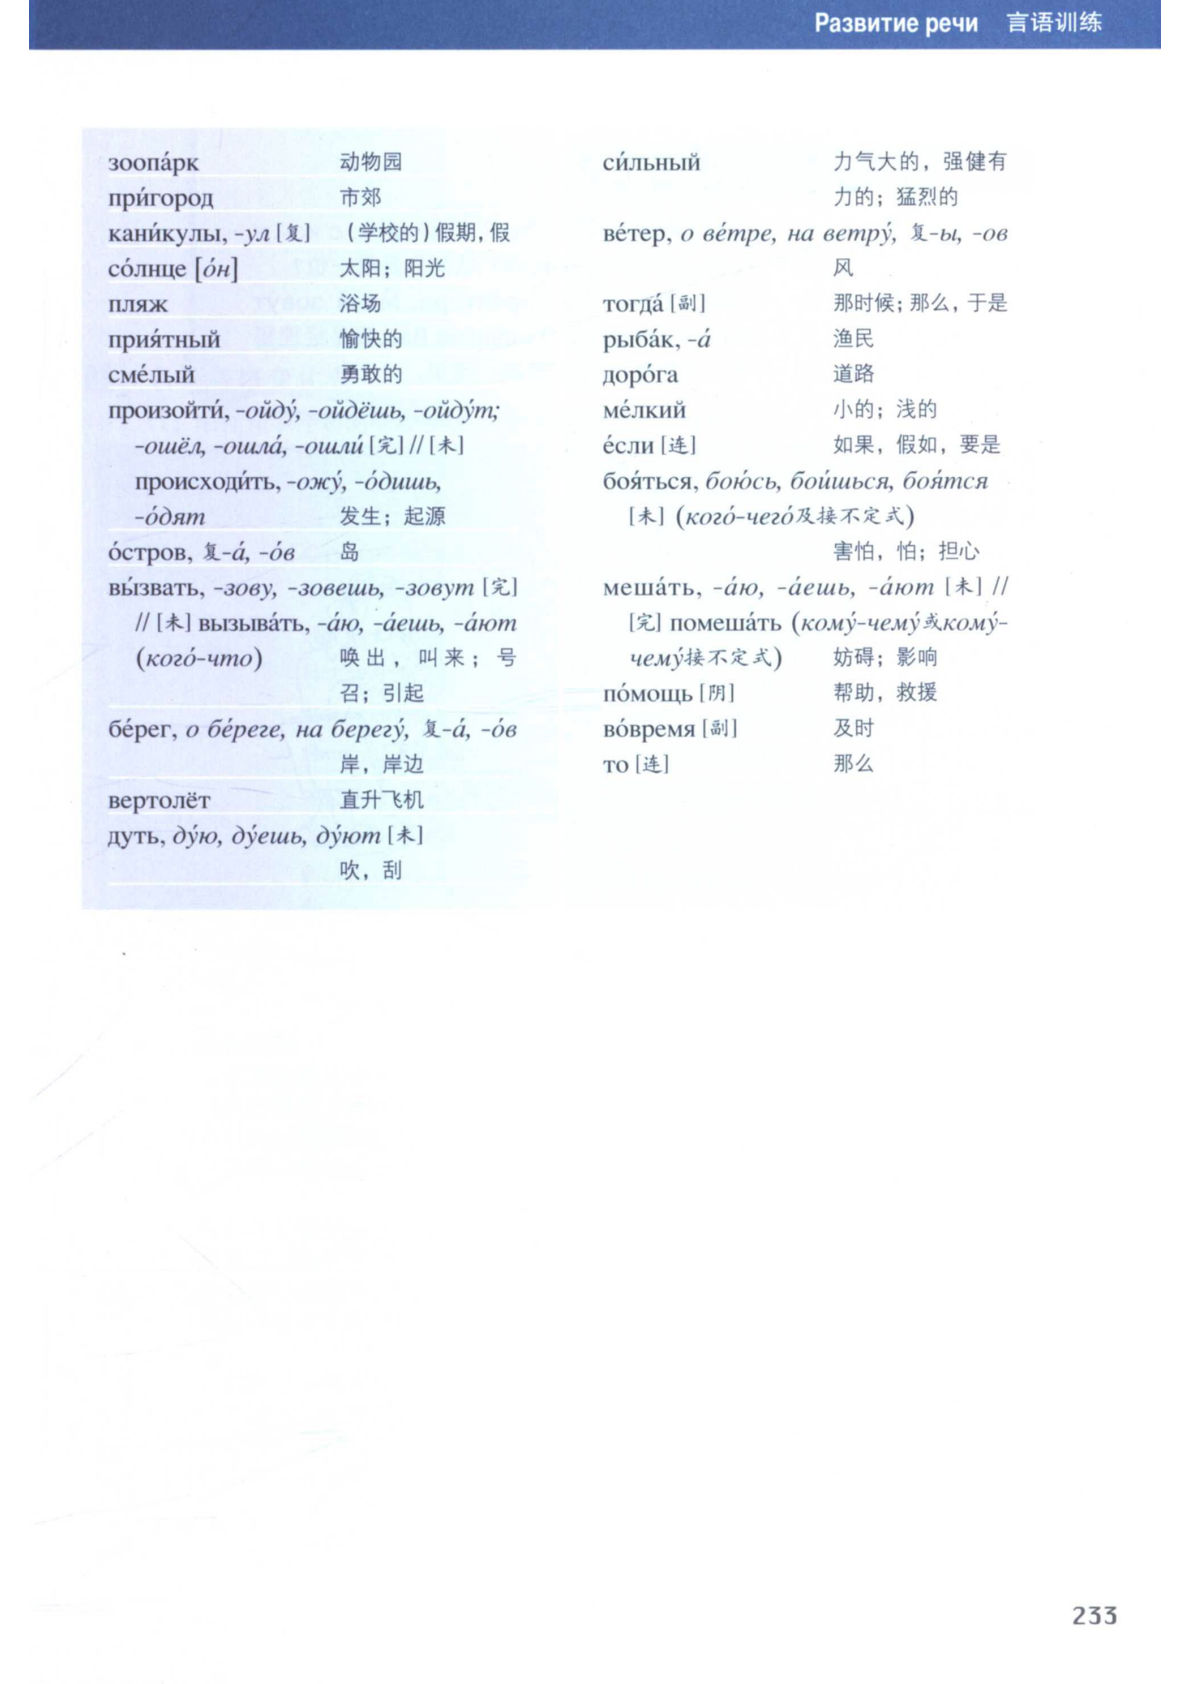 Развитие речи 言语训练
зоопа́рк 动物园
при́город 市郊
кани́кулы, -ул [复] (学校的)假期,假
со́лнце [о́н] 太阳;阳光
пляж 浴场
прия́тный 愉快的
сме́лый 勇敢的
произойти́, -ойду́, -ойдёшь, -ойду́т;
-ошёл, -ошла́, -ошли́ [完] // [未]
происходи́ть, -ожу́, -о́дишь,
-о́дят 发生;起源
о́стров, 复-а́, -о́в 岛
вы́звать, -зову, -зовешь, -зовут [完]
// [未] вызыва́ть, -а́ю, -а́ешь, -а́ют
(кого́-что) 唤出,叫来;号
召;引起
бе́рег, о бе́реге, на берегу́, 复-а́, -о́в
岸,岸边
вертолёт 直升飞机
дуть, ду́ю, ду́ешь, ду́ют [未]
吹,刮
си́льный 力气大的,强健有
力的;猛烈的
ве́тер, о ве́тре, на ветру́, 复-ы, -ов
风
тогда́ [副] 那时候;那么,于是
рыба́к, -а́ 渔民
доро́га 道路
ме́лкий 小的;浅的
е́сли [连] 如果,假如,要是
боя́ться, бою́сь, бои́шься, боя́тся
[未] (кого́-чего́及接不定式)
害怕,怕;担心
меша́ть, -а́ю, -а́ешь, -а́ют [未] //
[完] помеша́ть (кому́-чему́或кому́-
чему́接不定式) 妨碍;影响
по́мощь [阴] 帮助,救援
во́время [副] 及时
то [连] 那么
233